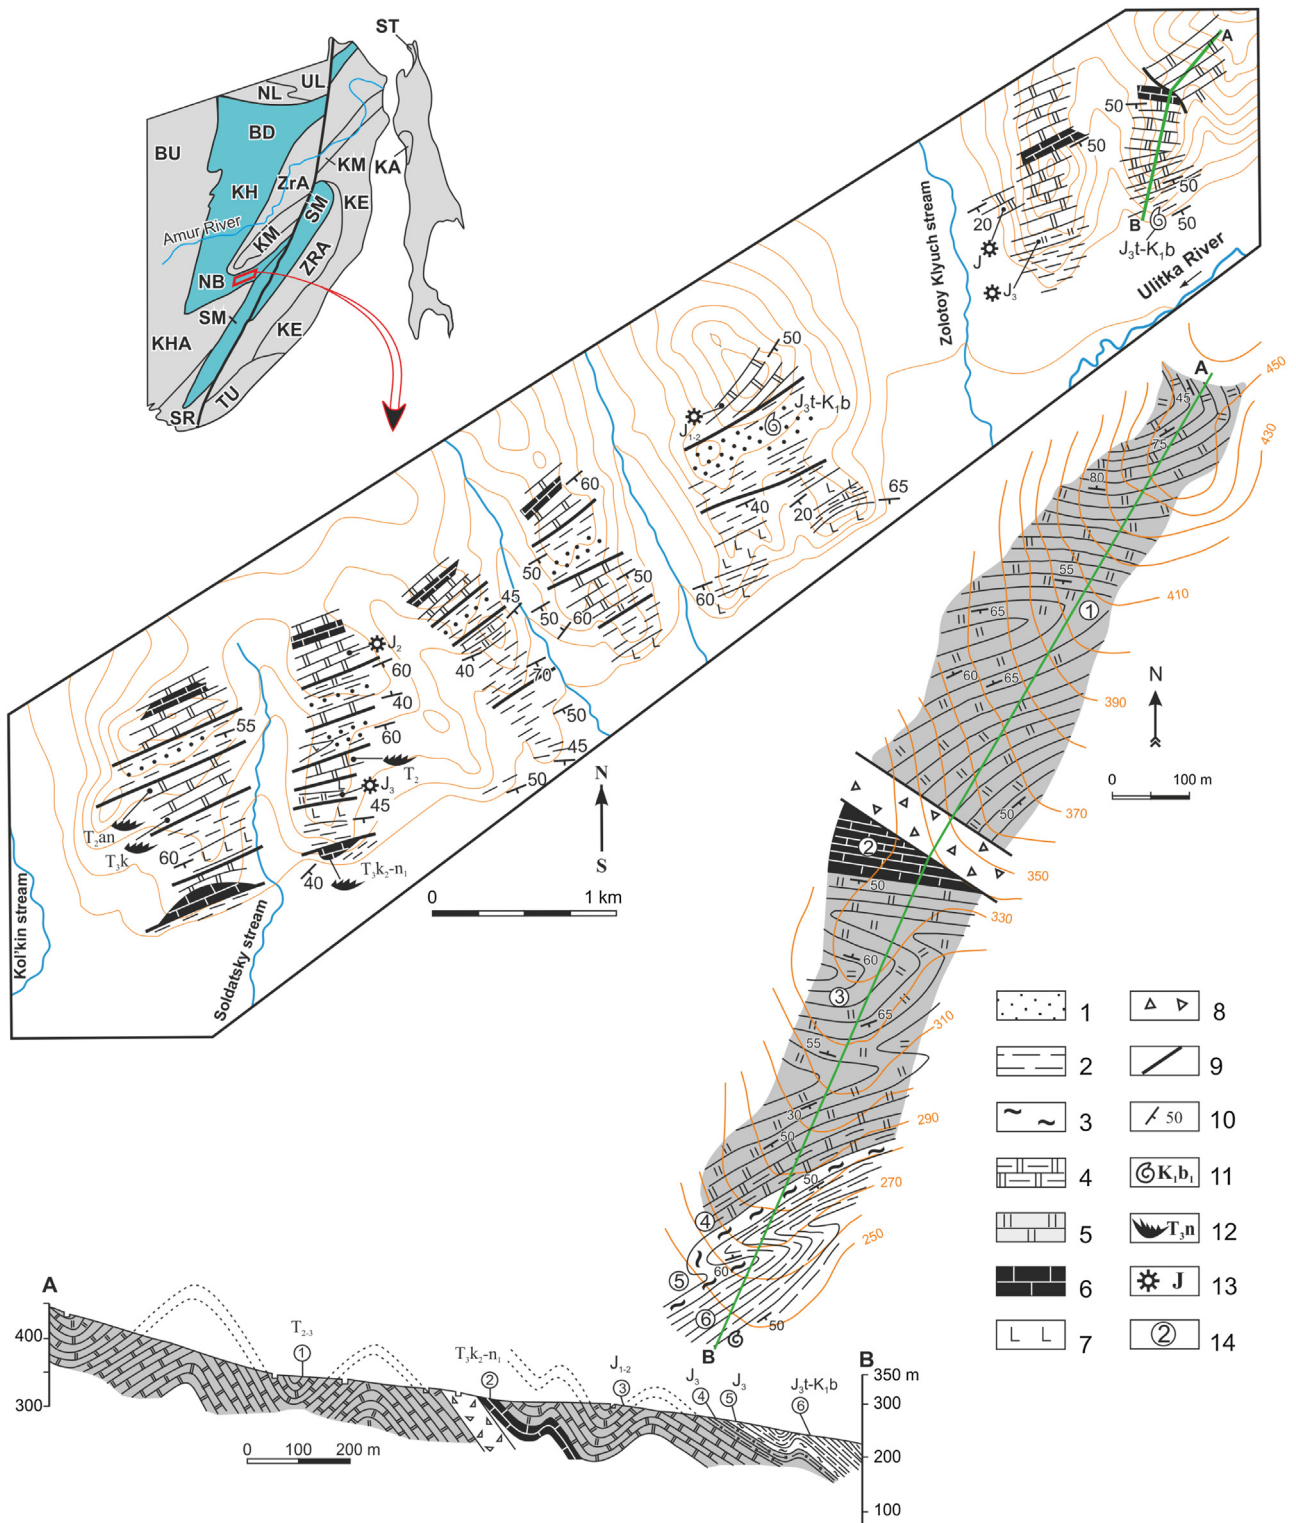 ST
UL
NL
BD
BU
KM
KA
ZrA
KH
SM
KE
Amur River
KM
ZRA
NB
SM
KE
KHA
TU
SR
A
50
50
50
B
50
20
J₃t-K₁b
J
J₃
Ulitka River
Zolotoy Kyuch stream
50
J₃t-K₁b
J₁₋₂
65
40
20
60
60
50
50
50
60
45
40
70
50
45
50
J₂
60
40
60
T₂
J₃
45
T₃k₂-n₁
40
55
T₂an
T₃k
60
Kol'kin stream
Soldatsky stream
N
S
0 1 km
A
450
45
430
75
80
55
410
65
1
60
65
390
N
0 100 m
370
50
2
350
50
330
60
3
65
310
55
30
290
50
50
270
4
250
60
5
6
50
B
1
2
3
4
5
6
7
8
9
50 10
K₁b₁ 11
T₃n 12
J 13
2 14
A
400
300
T₂₋₃
1
T₃k₂-n₁
2
J₁₋₂
3
J₃
4
J₃
5
J₃t-K₁b
6
B
350 m
300
200
100
0 100 200 m